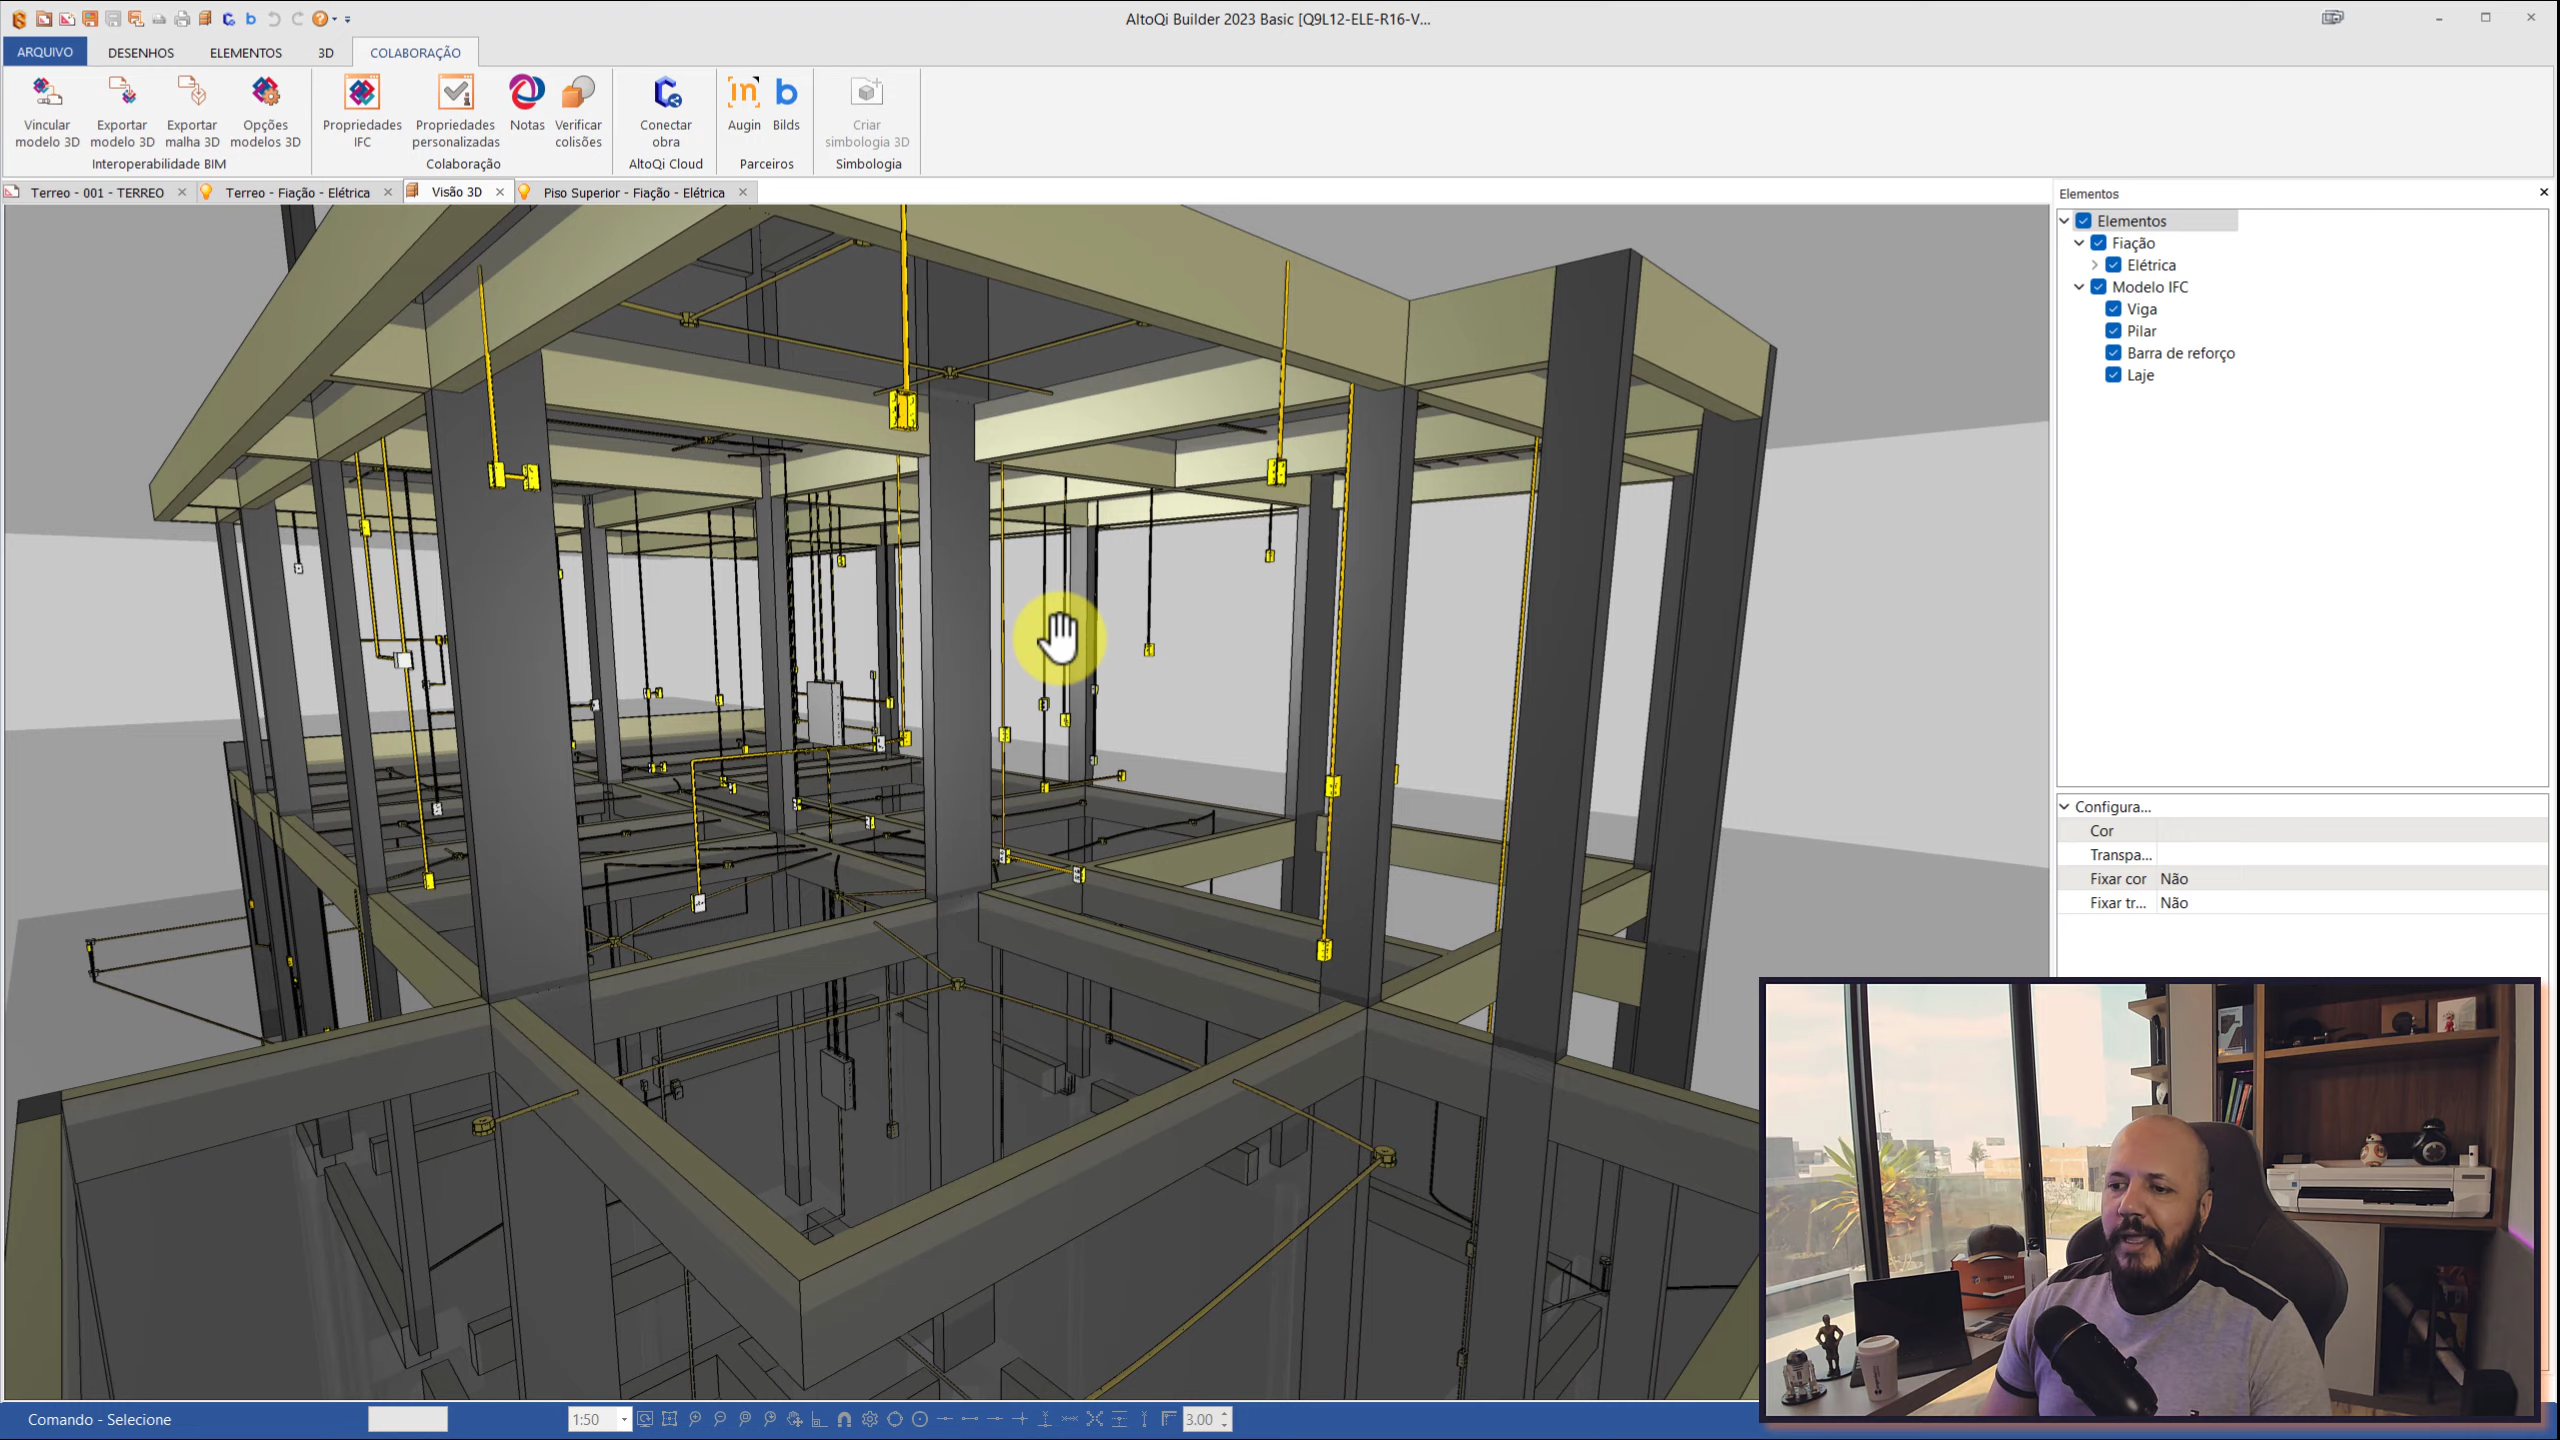 AltoQi Builder 2023 Basic [Q9L12-ELE-R16-V...
ARQUIVO DESENHOS ELEMENTOS 3D COLABORAÇÃO
Vincular modelo 3D
Exportar modelo 3D
Exportar malha 3D
Opções modelos 3D
Interoperabilidade BIM
Propriedades IFC
Propriedades personalizadas
Notas
Verificar colisões
Colaboração
Conectar obra
AltoQi Cloud
Augin
Bilds
Parceiros
Criar simbologia 3D
Simbologia
Terreo - 001 - TERREO
Terreo - Fiação - Elétrica
Visão 3D
Piso Superior - Fiação - Elétrica
Elementos
Elementos
Fiação
Elétrica
Modelo IFC
Viga
Pilar
Barra de reforço
Laje
Configura...
Cor
Transpa...
Fixar cor Não
Fixar tr... Não
Comando - Selecione
1:50
3.00